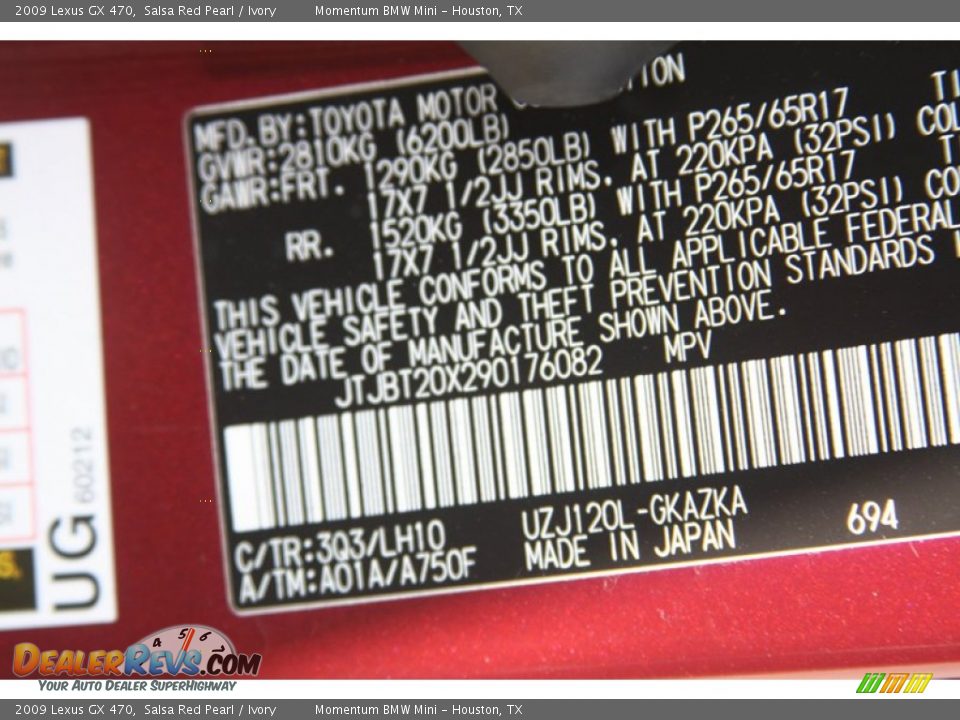 2009 Lexus GX 470, Salsa Red Pearl / Ivory Momentum BMW Mini - Houston, TX
MFD. BY: TOYOTA MOTOR
GVWR: 2810KG (6200LB)
GAWR: FRT. 1290KG (2850LB) WITH P265/65R17
17X7 1/2JJ RIMS, AT 220KPA (32PSI)
RR. 1520KG (3350LB) WITH P265/65R17
17X7 1/2JJ RIMS, AT 220KPA (32PSI)
THIS VEHICLE CONFORMS TO ALL APPLICABLE FEDERAL
VEHICLE SAFETY AND THEFT PREVENTION STANDARDS
THE DATE OF MANUFACTURE SHOWN ABOVE.
JTJBT20X290176082 MPV
C/TR: 3Q3/LH10 UZJ120L-GKAZKA 694
A/TM: A01A/A750F MADE IN JAPAN
UG 60212
4 5 6
DEALERREVS.COM
YOUR AUTO DEALER SUPERHIGHWAY
2009 Lexus GX 470, Salsa Red Pearl / Ivory Momentum BMW Mini - Houston, TX